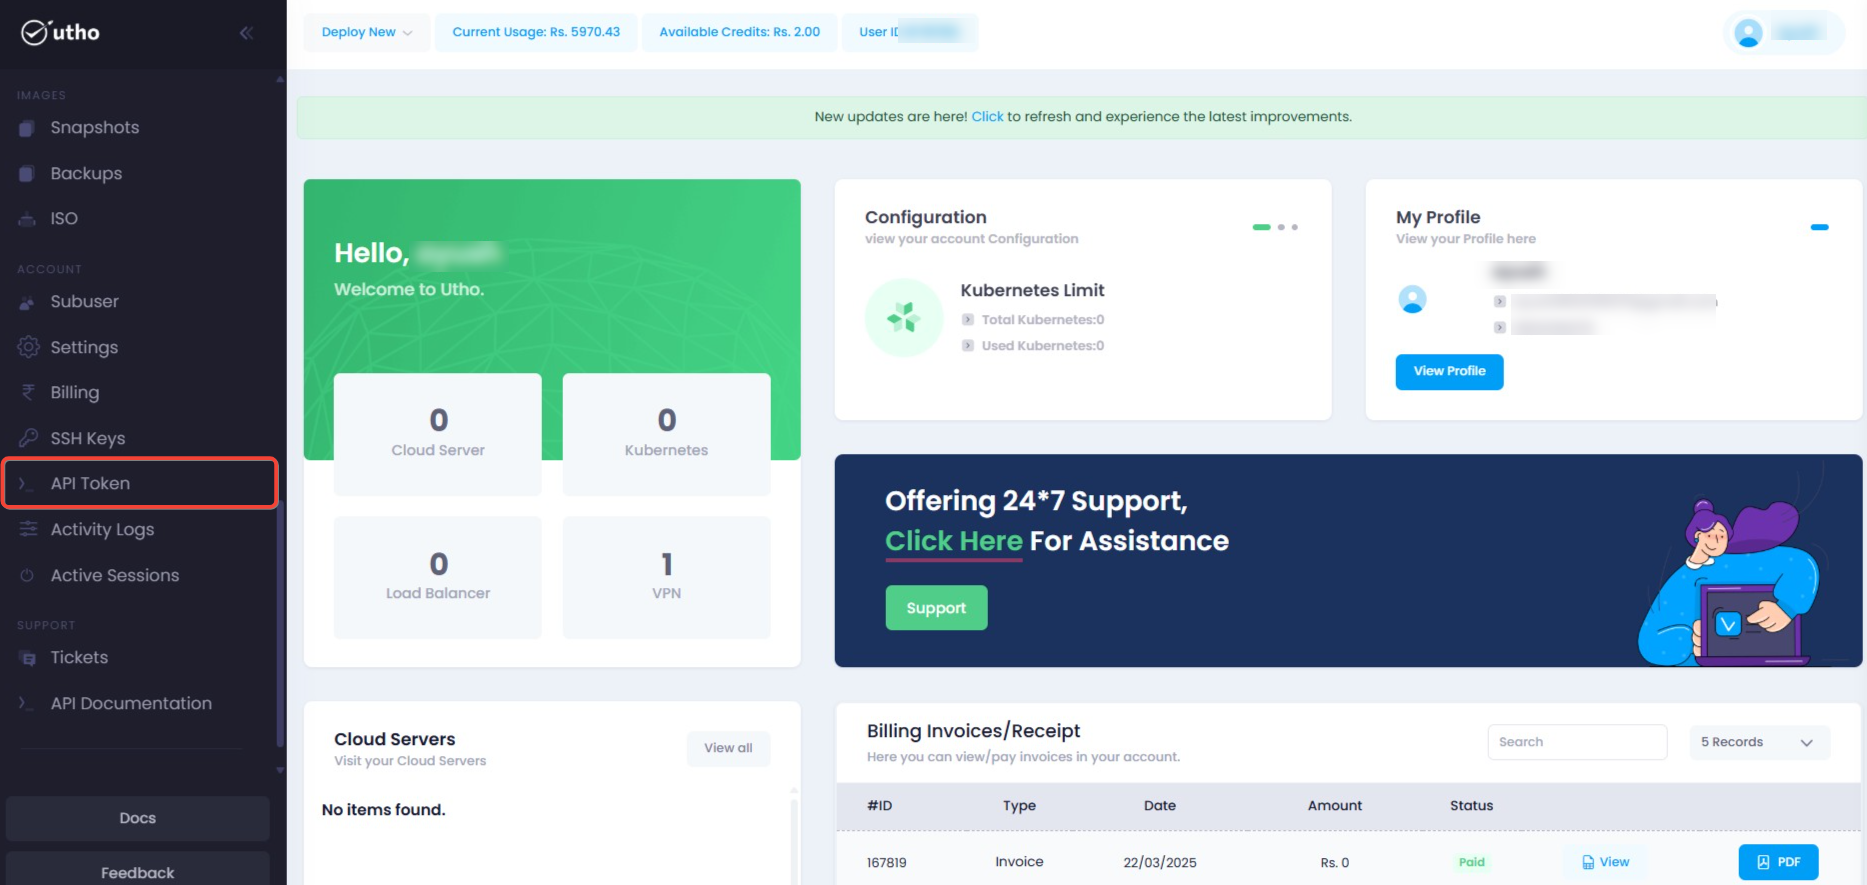 utho
Deploy New
Current Usage: Rs. 5970.43
Available Credits: Rs. 2.00
User
IMAGES
Snapshots
Backups
ISO
ACCOUNT
Subuser
Settings
Billing
SSH Keys
API Token
Activity Logs
Active Sessions
SUPPORT
Tickets
API Documentation
Docs
Feedback
New updates are here! Click to refresh and experience the latest improvements.
Hello,
Welcome to Utho.
0
Cloud Server
0
Kubernetes
0
Load Balancer
1
VPN
Configuration
view your account Configuration
Kubernetes Limit
Total Kubernetes:0
Used Kubernetes:0
My Profile
View your Profile here
View Profile
Offering 24*7 Support,
Click Here For Assistance
Support
Cloud Servers
Visit your Cloud Servers
View all
No items found.
Billing Invoices/Receipt
Here you can view/pay invoices in your account.
Search
5 Records
#ID Type Date Amount Status
167819 Invoice 22/03/2025 Rs. 0 Paid View PDF